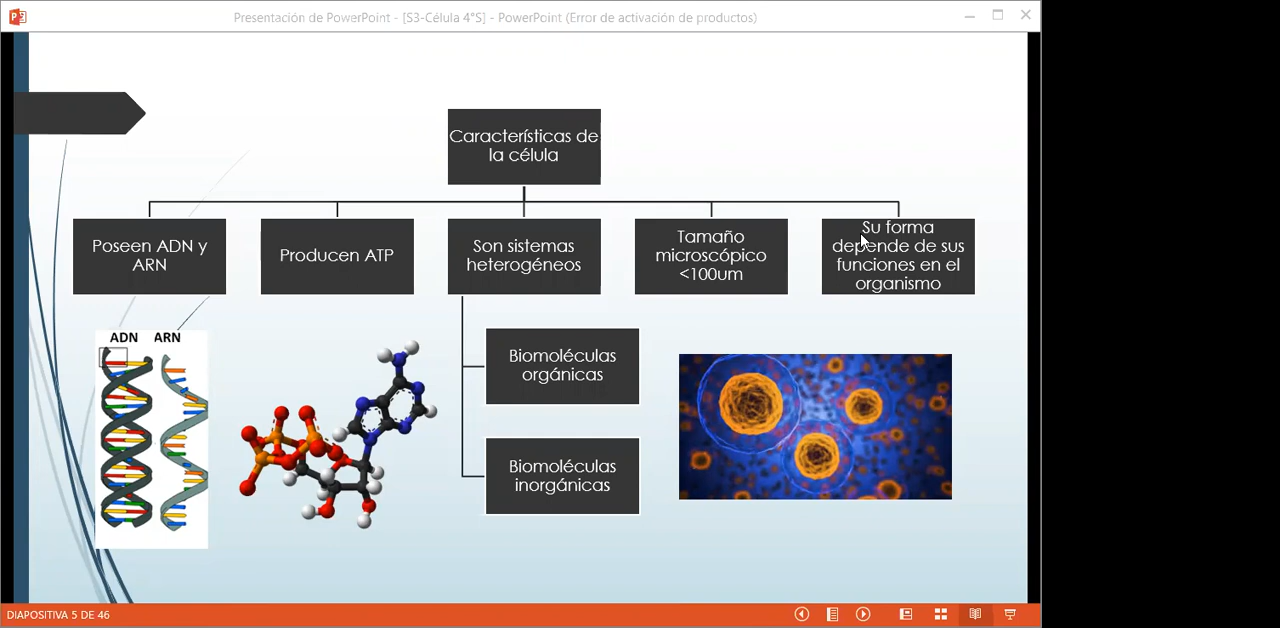 Presentación de PowerPoint - [S3-Célula 4°S] - PowerPoint (Error de activación de productos)
Características de
la célula
Poseen ADN y
ARN
Producen ATP
Son sistemas
heterogéneos
Tamaño
microscópico
<100um
Su forma
depende de sus
funciones en el
organismo
ADN ARN
Biomoléculas
orgánicas
Biomoléculas
inorgánicas
DIAPOSITIVA 5 DE 46